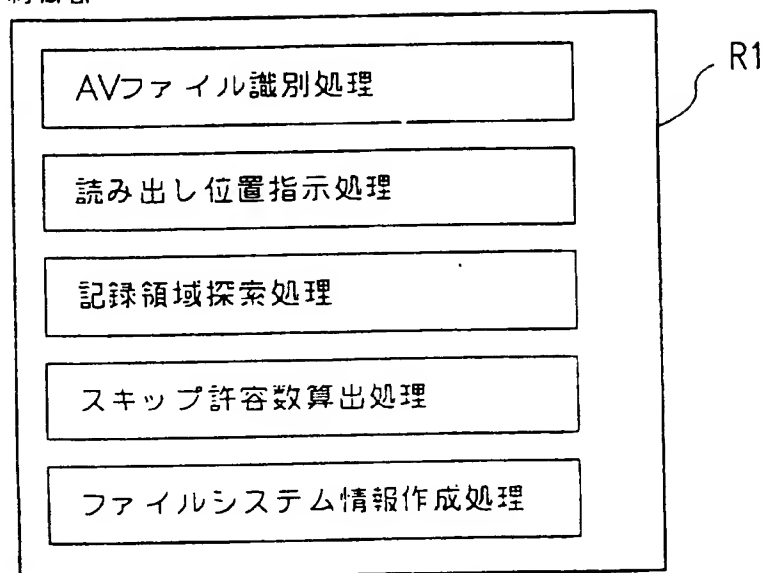 R1
AVファイル識別処理
読み出し位置指示処理
記録領域探索処理
スキップ許容数算出処理
ファイルシステム情報作成処理